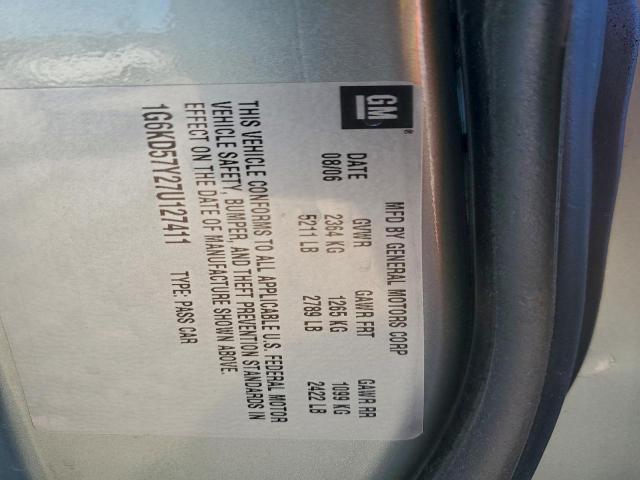 GM®
MFD BY GENERAL MOTORS CORP
DATE GVWR GAWR FRT GAWR RR
08/06 2364 KG 1265 KG 1099 KG
5211 LB 2789 LB 2422 LB
THIS VEHICLE CONFORMS TO ALL APPLICABLE U.S. FEDERAL MOTOR
VEHICLE SAFETY, BUMPER, AND THEFT PREVENTION STANDARDS IN
EFFECT ON THE DATE OF MANUFACTURE SHOWN ABOVE.
1G6KD57Y27U127411 TYPE: PASS CAR